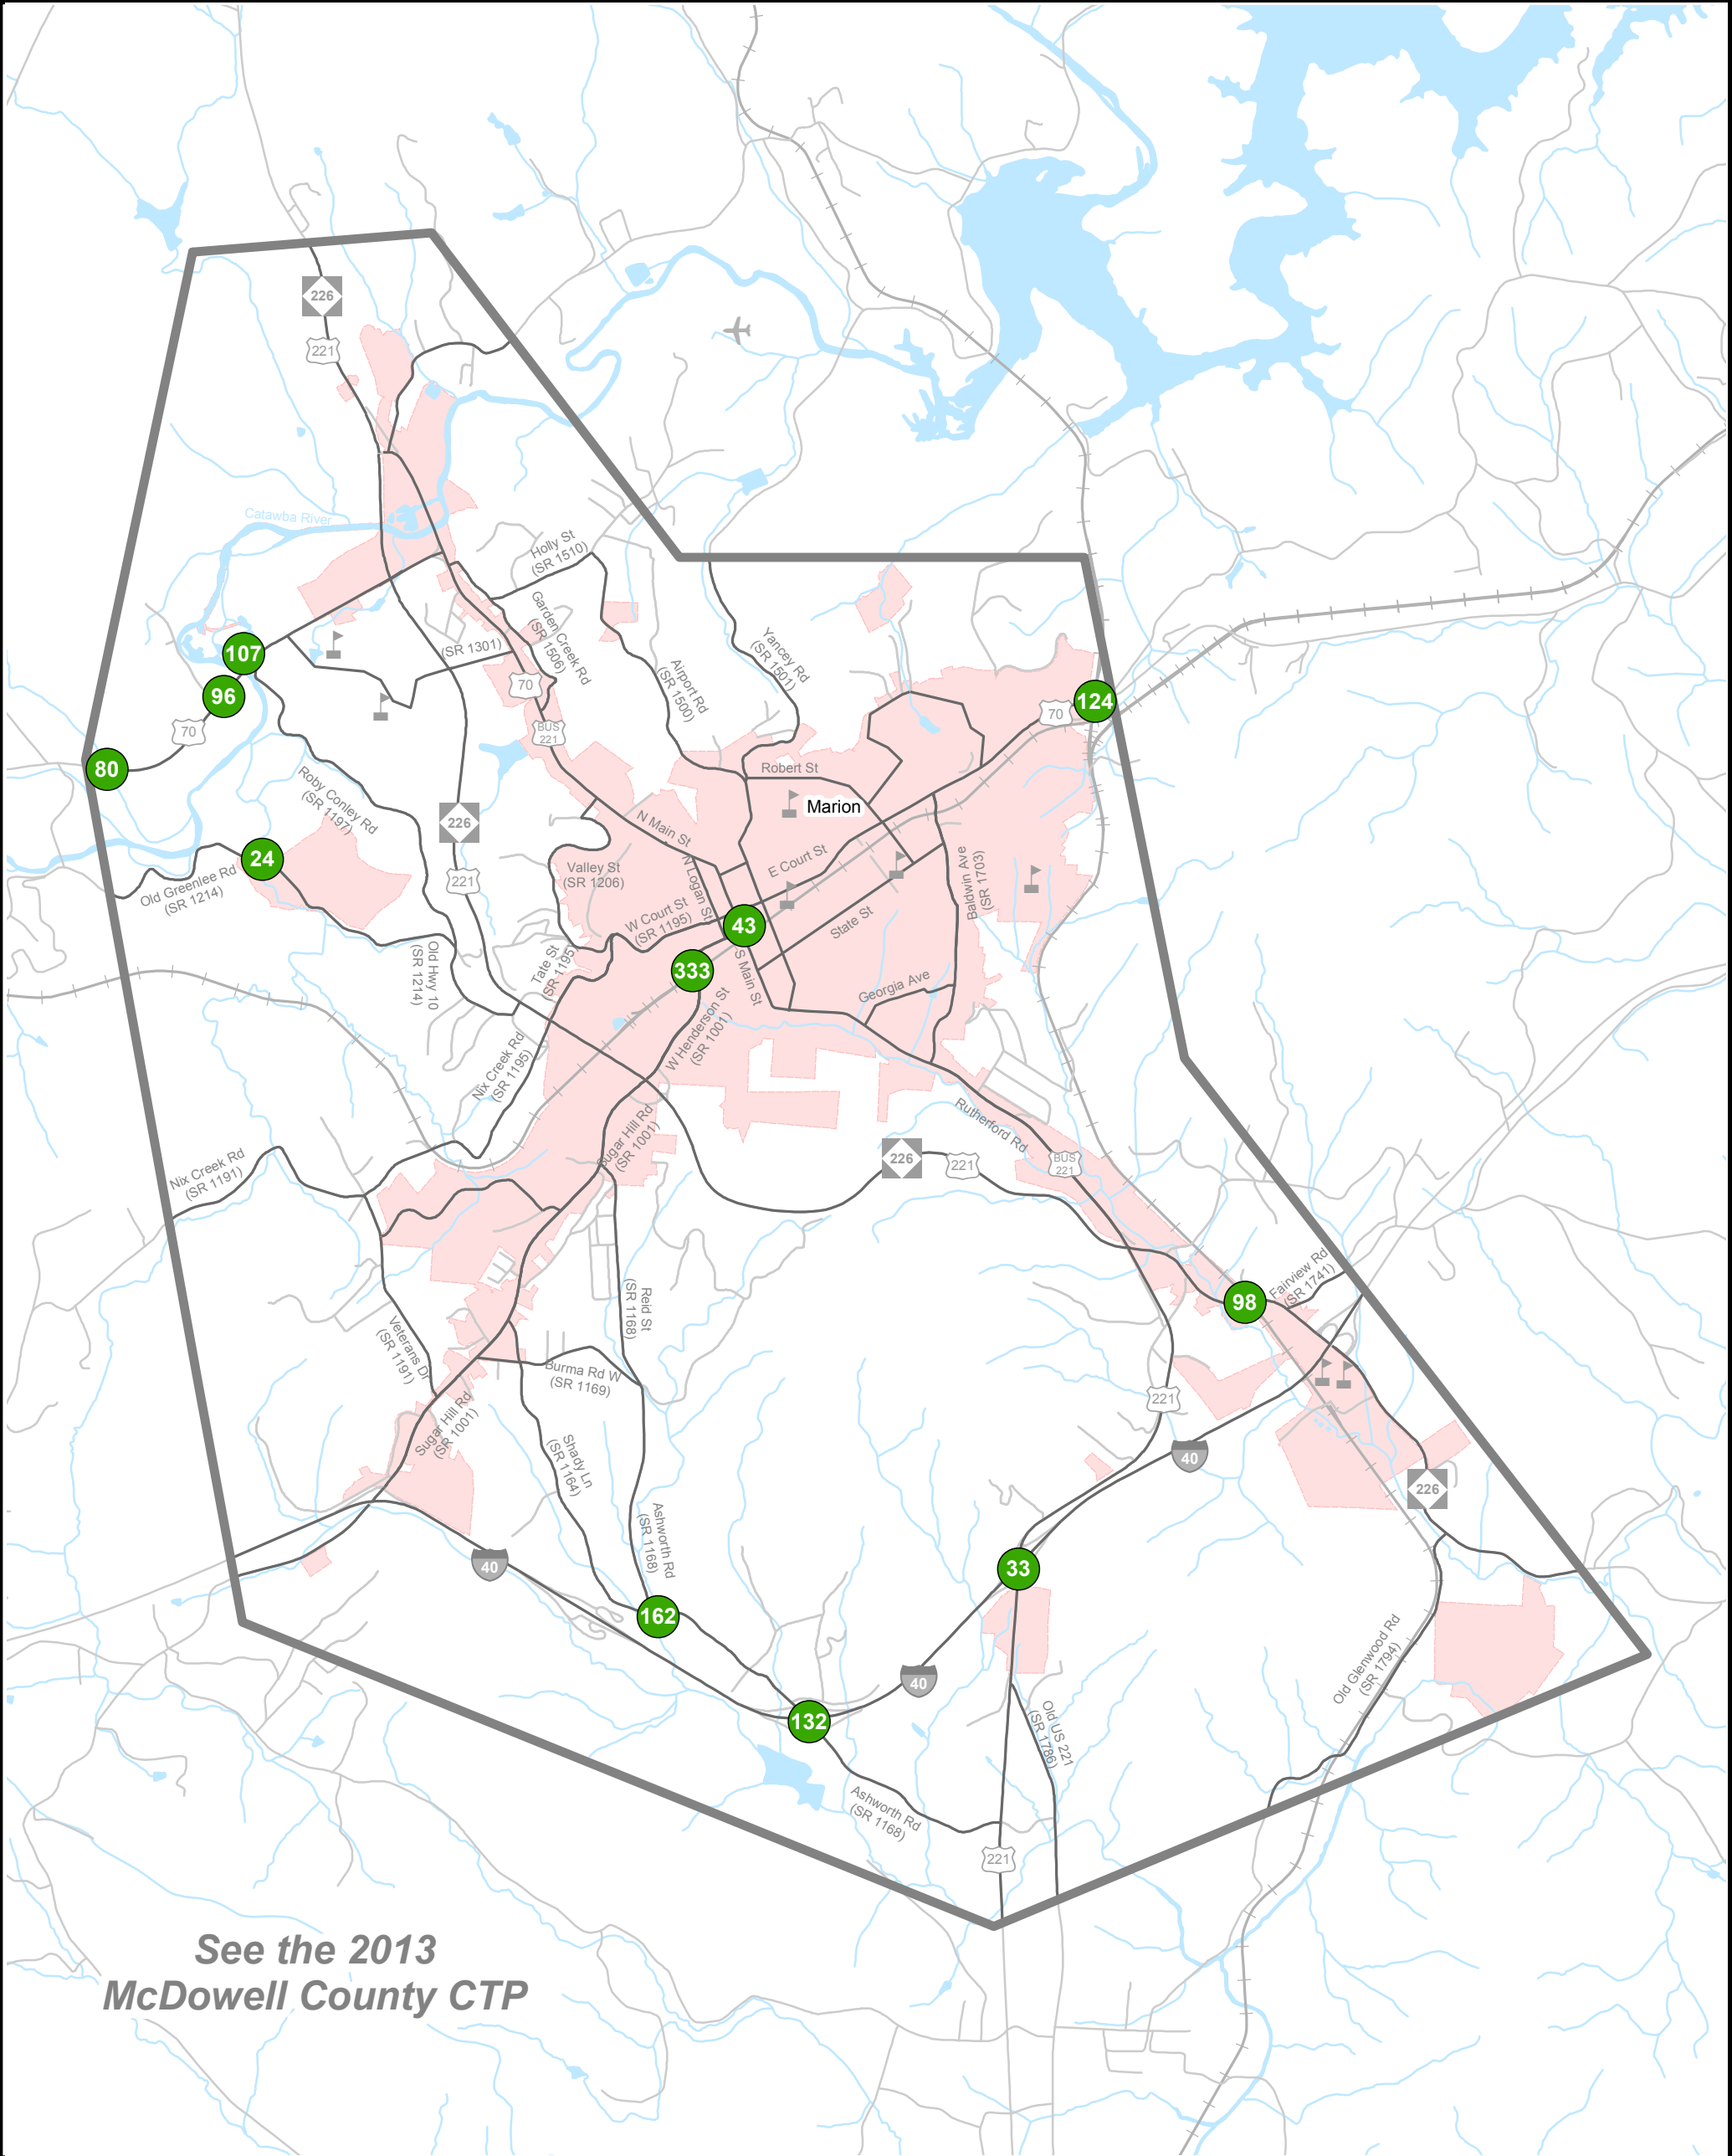 226
221
Catawba River
Holly St
(SR 1510)
Garden Creek Rd
(SR 1506)
(SR 1301)
Yancey Rd
(SR 1501)
Airport Rd
(SR 1500)
107
96
70
70
70
124
80
BUS
221
Roby Conley Rd
(SR 1197)
Robert St
Marion
226
N Main St
24
Old Greenlee Rd
(SR 1214)
221
Valley St
(SR 1206)
N Logan St
E Court St
Baldwin Ave
(SR 1703)
W Court St
(SR 1195)
43
State St
Old Hwy 10
(SR 1214)
Tate St
(SR 1195)
333
S Main St
Georgia Ave
W Henderson St
(SR 1001)
Nix Creek Rd
(SR 1195)
Sugar Hill Rd
(SR 1001)
Rutherford Rd
226
221
BUS
221
Nix Creek Rd
(SR 1191)
Fairview Rd
(SR 1741)
98
Reid St
(SR 1168)
Veterans Dr
(SR 1191)
Burma Rd W
(SR 1169)
221
Sugar Hill Rd
(SR 1001)
Shady Ln
(SR 1164)
40
226
Ashworth Rd
(SR 1168)
40
33
162
Old Glenwood Rd
(SR 1794)
40
132
Old US 221
(SR 1786)
Ashworth Rd
(SR 1168)
221
See the 2013
McDowell County CTP